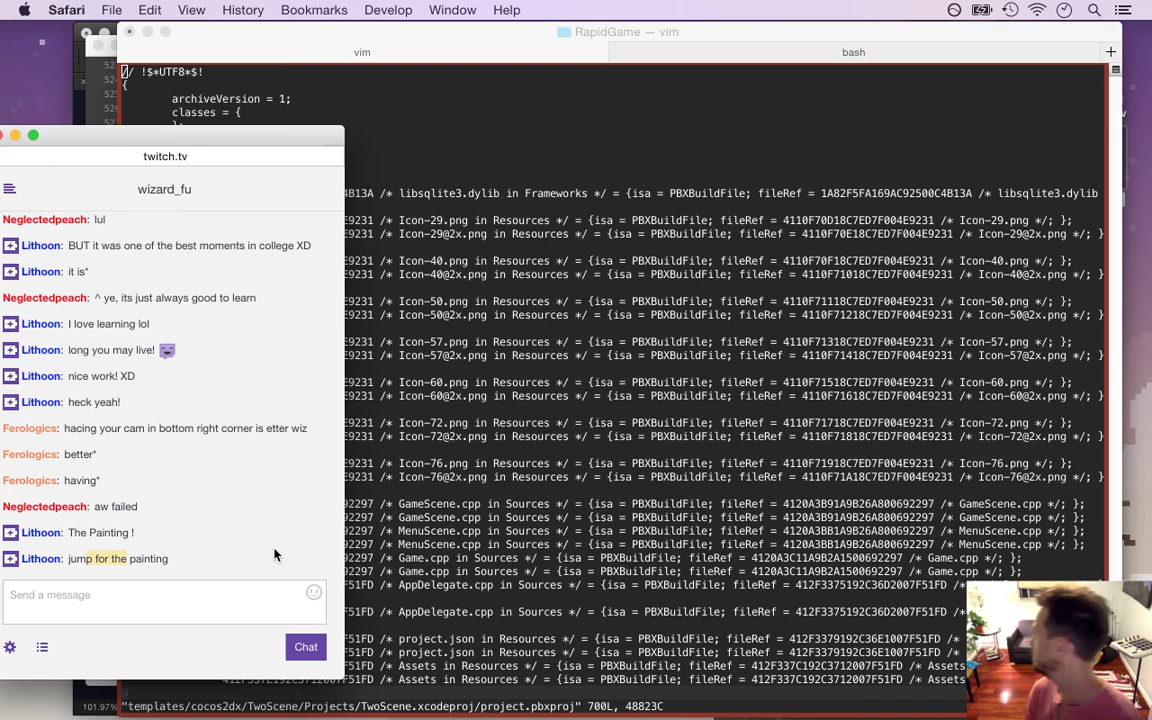 Safari File Edit View History Bookmarks Develop Window Help
RapidGame — vim
vim
bash
// !$*UTF8*$!
{
archiveVersion = 1;
classes = {
twitch.tv
wizard_fu
Neglectedpeach: lul
Lithoon: BUT it was one of the best moments in college XD
Lithoon: it is*
Neglectedpeach: ^ ye, its just always good to learn
Lithoon: I love learning lol
Lithoon: long you may live!
Lithoon: nice work! XD
Lithoon: heck yeah!
Ferologics: hacing your cam in bottom right corner is etter wiz
Ferologics: better*
Ferologics: having*
Neglectedpeach: aw failed
Lithoon: The Painting !
Lithoon: jump for the painting
Send a message
Chat
4B13A /* libsqlite3.dylib in Frameworks */ = {isa = PBXBuildFile; fileRef = 1A82F5FA169AC92500C4B13A /* libsqlite3.dylib
E9231 /* Icon-29.png in Resources */ = {isa = PBXBuildFile; fileRef = 4110F70D18C7ED7F004E9231 /* Icon-29.png */; };
E9231 /* Icon-29@2x.png in Resources */ = {isa = PBXBuildFile; fileRef = 4110F70E18C7ED7F004E9231 /* Icon-29@2x.png */; }
E9231 /* Icon-40.png in Resources */ = {isa = PBXBuildFile; fileRef = 4110F70F18C7ED7F004E9231 /* Icon-40.png */; };
E9231 /* Icon-40@2x.png in Resources */ = {isa = PBXBuildFile; fileRef = 4110F71018C7ED7F004E9231 /* Icon-40@2x.png */; }
E9231 /* Icon-50.png in Resources */ = {isa = PBXBuildFile; fileRef = 4110F71118C7ED7F004E9231 /* Icon-50.png */; };
E9231 /* Icon-50@2x.png in Resources */ = {isa = PBXBuildFile; fileRef = 4110F71218C7ED7F004E9231 /* Icon-50@2x.png */; }
E9231 /* Icon-57.png in Resources */ = {isa = PBXBuildFile; fileRef = 4110F71318C7ED7F004E9231 /* Icon-57.png */; };
E9231 /* Icon-57@2x.png in Resources */ = {isa = PBXBuildFile; fileRef = 4110F71418C7ED7F004E9231 /* Icon-57@2x.png */; }
E9231 /* Icon-60.png in Resources */ = {isa = PBXBuildFile; fileRef = 4110F71518C7ED7F004E9231 /* Icon-60.png */; };
E9231 /* Icon-60@2x.png in Resources */ = {isa = PBXBuildFile; fileRef = 4110F71618C7ED7F004E9231 /* Icon-60@2x.png */; }
E9231 /* Icon-72.png in Resources */ = {isa = PBXBuildFile; fileRef = 4110F71718C7ED7F004E9231 /* Icon-72.png */; };
E9231 /* Icon-72@2x.png in Resources */ = {isa = PBXBuildFile; fileRef = 4110F71818C7ED7F004E9231 /* Icon-72@2x.png */; }
E9231 /* Icon-76.png in Resources */ = {isa = PBXBuildFile; fileRef = 4110F71918C7ED7F004E9231 /* Icon-76.png */; };
E9231 /* Icon-76@2x.png in Resources */ = {isa = PBXBuildFile; fileRef = 4110F71A18C7ED7F004E9231 /* Icon-76@2x.png */; }
92297 /* GameScene.cpp in Sources */ = {isa = PBXBuildFile; fileRef = 4120A3B91A9B26A800692297 /* GameScene.cpp */; };
92297 /* GameScene.cpp in Sources */ = {isa = PBXBuildFile; fileRef = 4120A3B91A9B26A800692297 /* GameScene.cpp */; };
92297 /* MenuScene.cpp in Sources */ = {isa = PBXBuildFile; fileRef = 4120A3BB1A9B26A800692297 /* MenuScene.cpp */; };
92297 /* MenuScene.cpp in Sources */ = {isa = PBXBuildFile; fileRef = 4120A3BB1A9B26A800692297 /* MenuScene.cpp */; };
92297 /* Game.cpp in Sources */ = {isa = PBXBuildFile; fileRef = 4120A3C11A9B2A1500692297 /* Game.cpp */; };
92297 /* Game.cpp in Sources */ = {isa = PBXBuildFile; fileRef = 4120A3C11A9B2A1500692297 /* Game.cpp */; };
F51FD /* AppDelegate.cpp in Sources */ = {isa = PBXBuildFile; fileRef = 412F3375192C36D2007F51FD /*
F51FD /* AppDelegate.cpp in Sources */ = {isa = PBXBuildFile; fileRef = 412F3375192C36D2007F51FD /*
F51FD /* project.json in Resources */ = {isa = PBXBuildFile; fileRef = 412F3379192C36E1007F51FD /*
F51FD /* project.json in Resources */ = {isa = PBXBuildFile; fileRef = 412F3379192C36E1007F51FD /*
F51FD /* Assets in Resources */ = {isa = PBXBuildFile; fileRef = 412F337C192C3712007F51FD /* Assets
412F337E192C3712007F51FD /* Assets in Resources */ = {isa = PBXBuildFile; fileRef = 412F337C192C3712007F51FD /* Assets
"templates/cocos2dx/TwoScene/Projects/TwoScene.xcodeproj/project.pbxproj" 700L, 48823C
101.97%